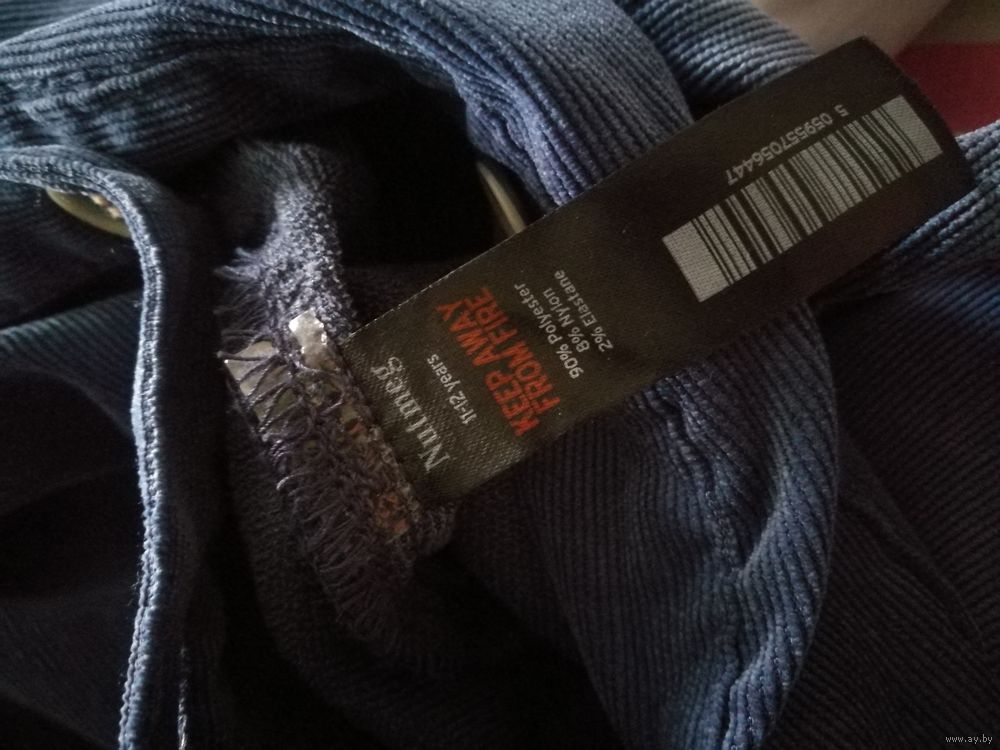 Nutmeg
11-12 years
KEEP AWAY
FROM FIRE
90% Polyester
8% Nylon
2% Elastane
5 059557 056447
www.ay.by